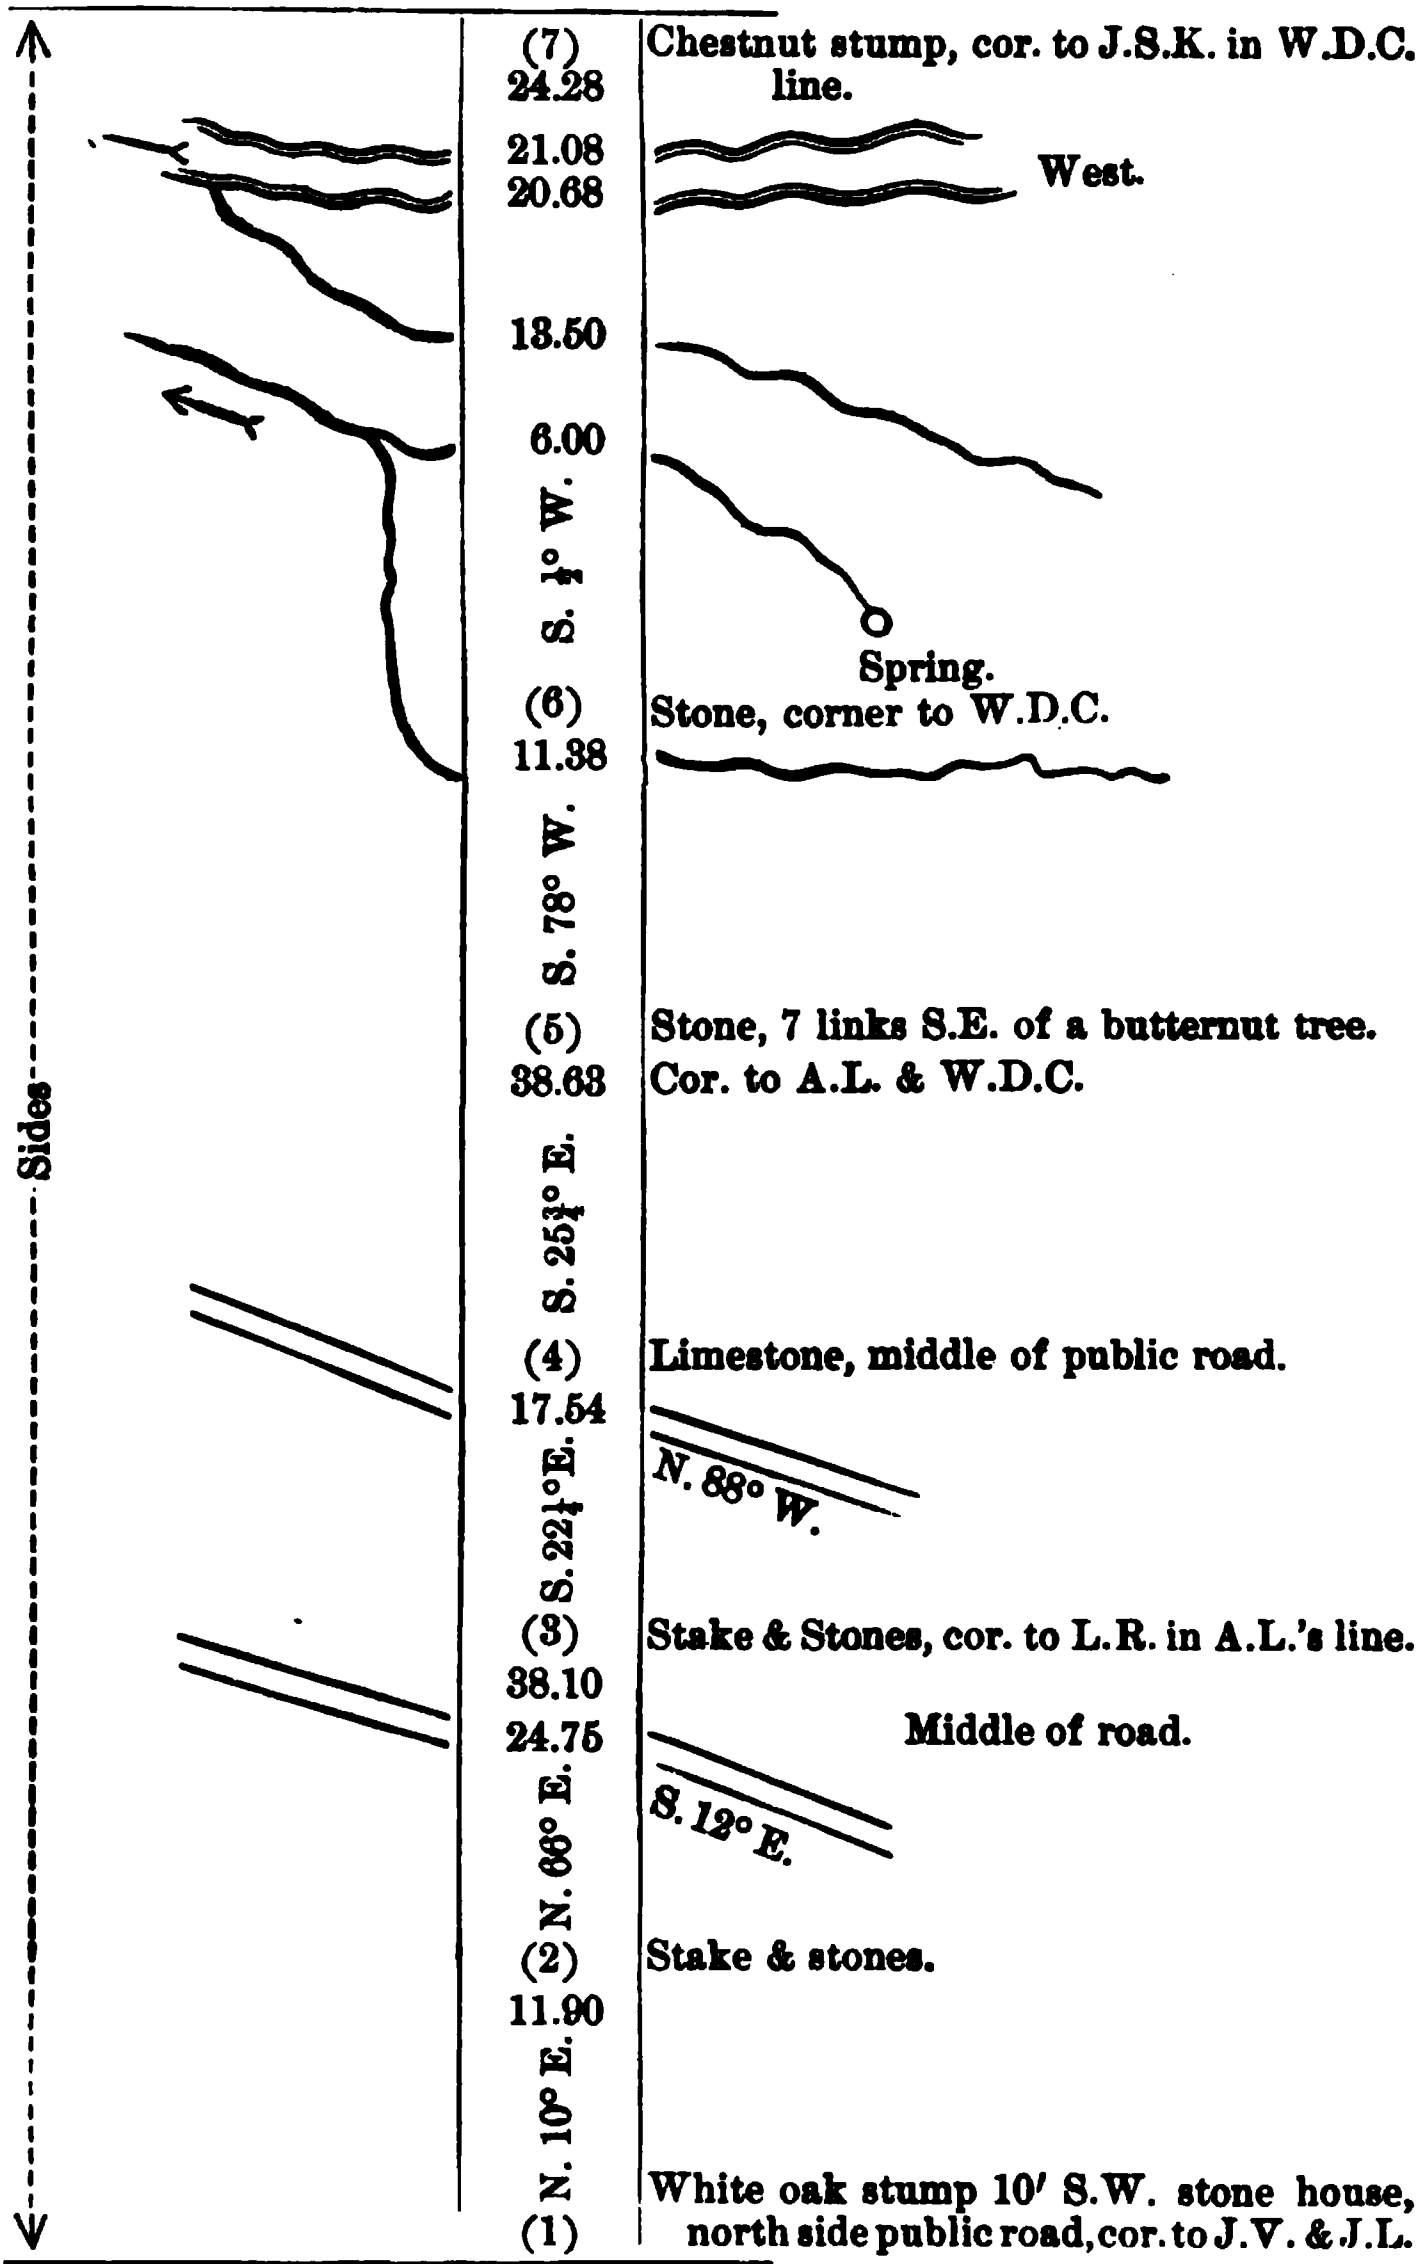 (7) Chestnut stump, cor. to J.S.K. in W.D.C.
24.28 line.
21.08
West.
20.68
13.50
6.00
S. ½° W.
Spring.
(6) Stone, corner to W.D.C.
11.38
S. 78° W.
(5) Stone, 7 links S.E. of a butternut tree.
38.63 Cor. to A.L. & W.D.C.
Sides
S. 25¾° E.
(4) Limestone, middle of public road.
17.54
N. 88° W.
S. 22¼° E.
(3) Stake & Stones, cor. to L.R. in A.L.'s line.
38.10
24.75 Middle of road.
S. 12° E.
N. 66° E.
(2) Stake & stones.
11.90
N. 10° E.
White oak stump 10' S.W. stone house,
(1) north side public road, cor. to J.V. & J.L.